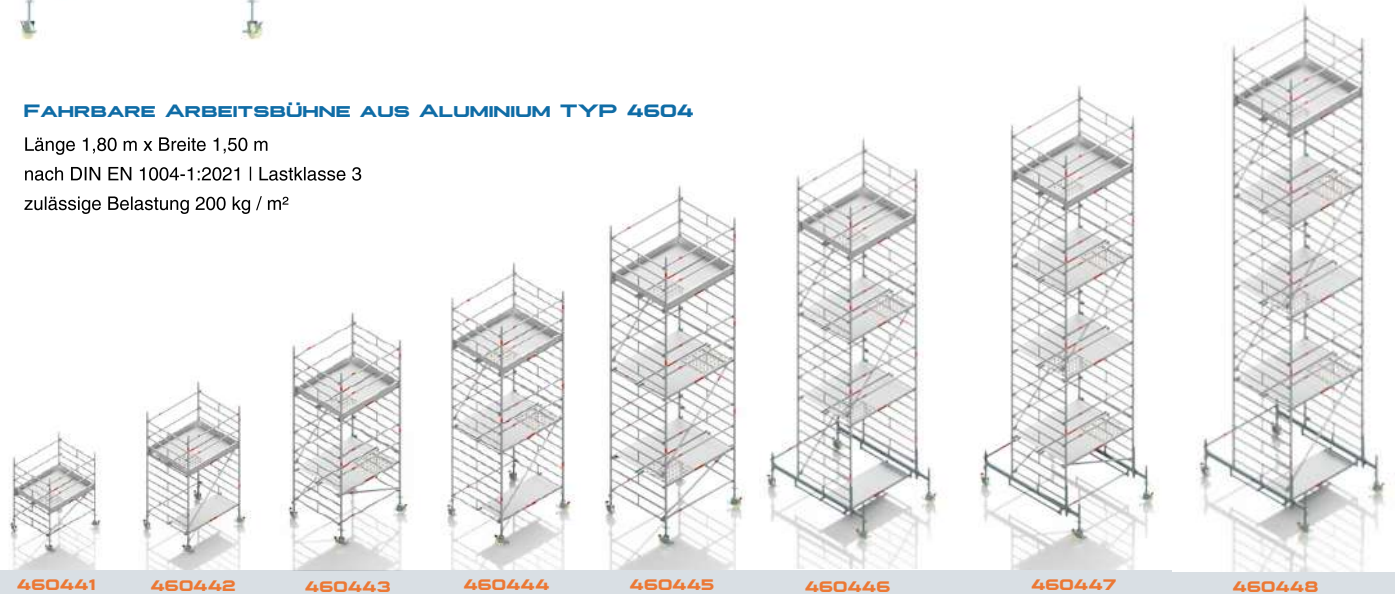 FAHRBARE ARBEITSBÜHNE AUS ALUMINIUM TYP 4604
Länge 1,80 m x Breite 1,50 m
nach DIN EN 1004-1:2021 | Lastklasse 3
zulässige Belastung 200 kg / m²
460441 460442 460443 460444 460445 460446 460447 460448